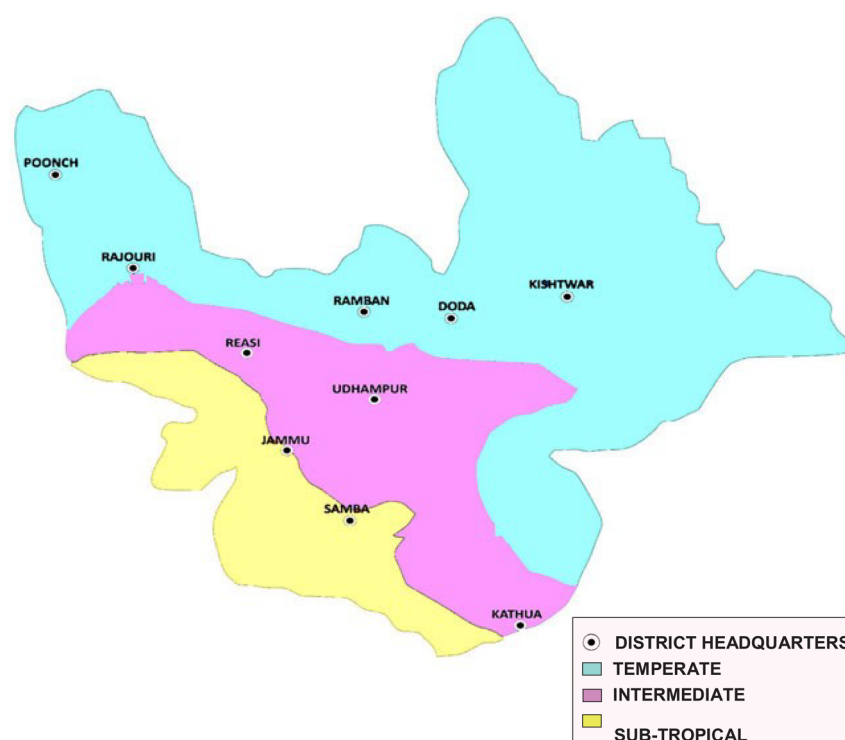 POONCH
RAJOURI
RAMBAN
DODA
KISHTWAR
REASI
UDHAMPUR
JAMMU
SAMBA
KATHUA
DISTRICT HEADQUARTERS
TEMPERATE
INTERMEDIATE
SUB-TROPICAL